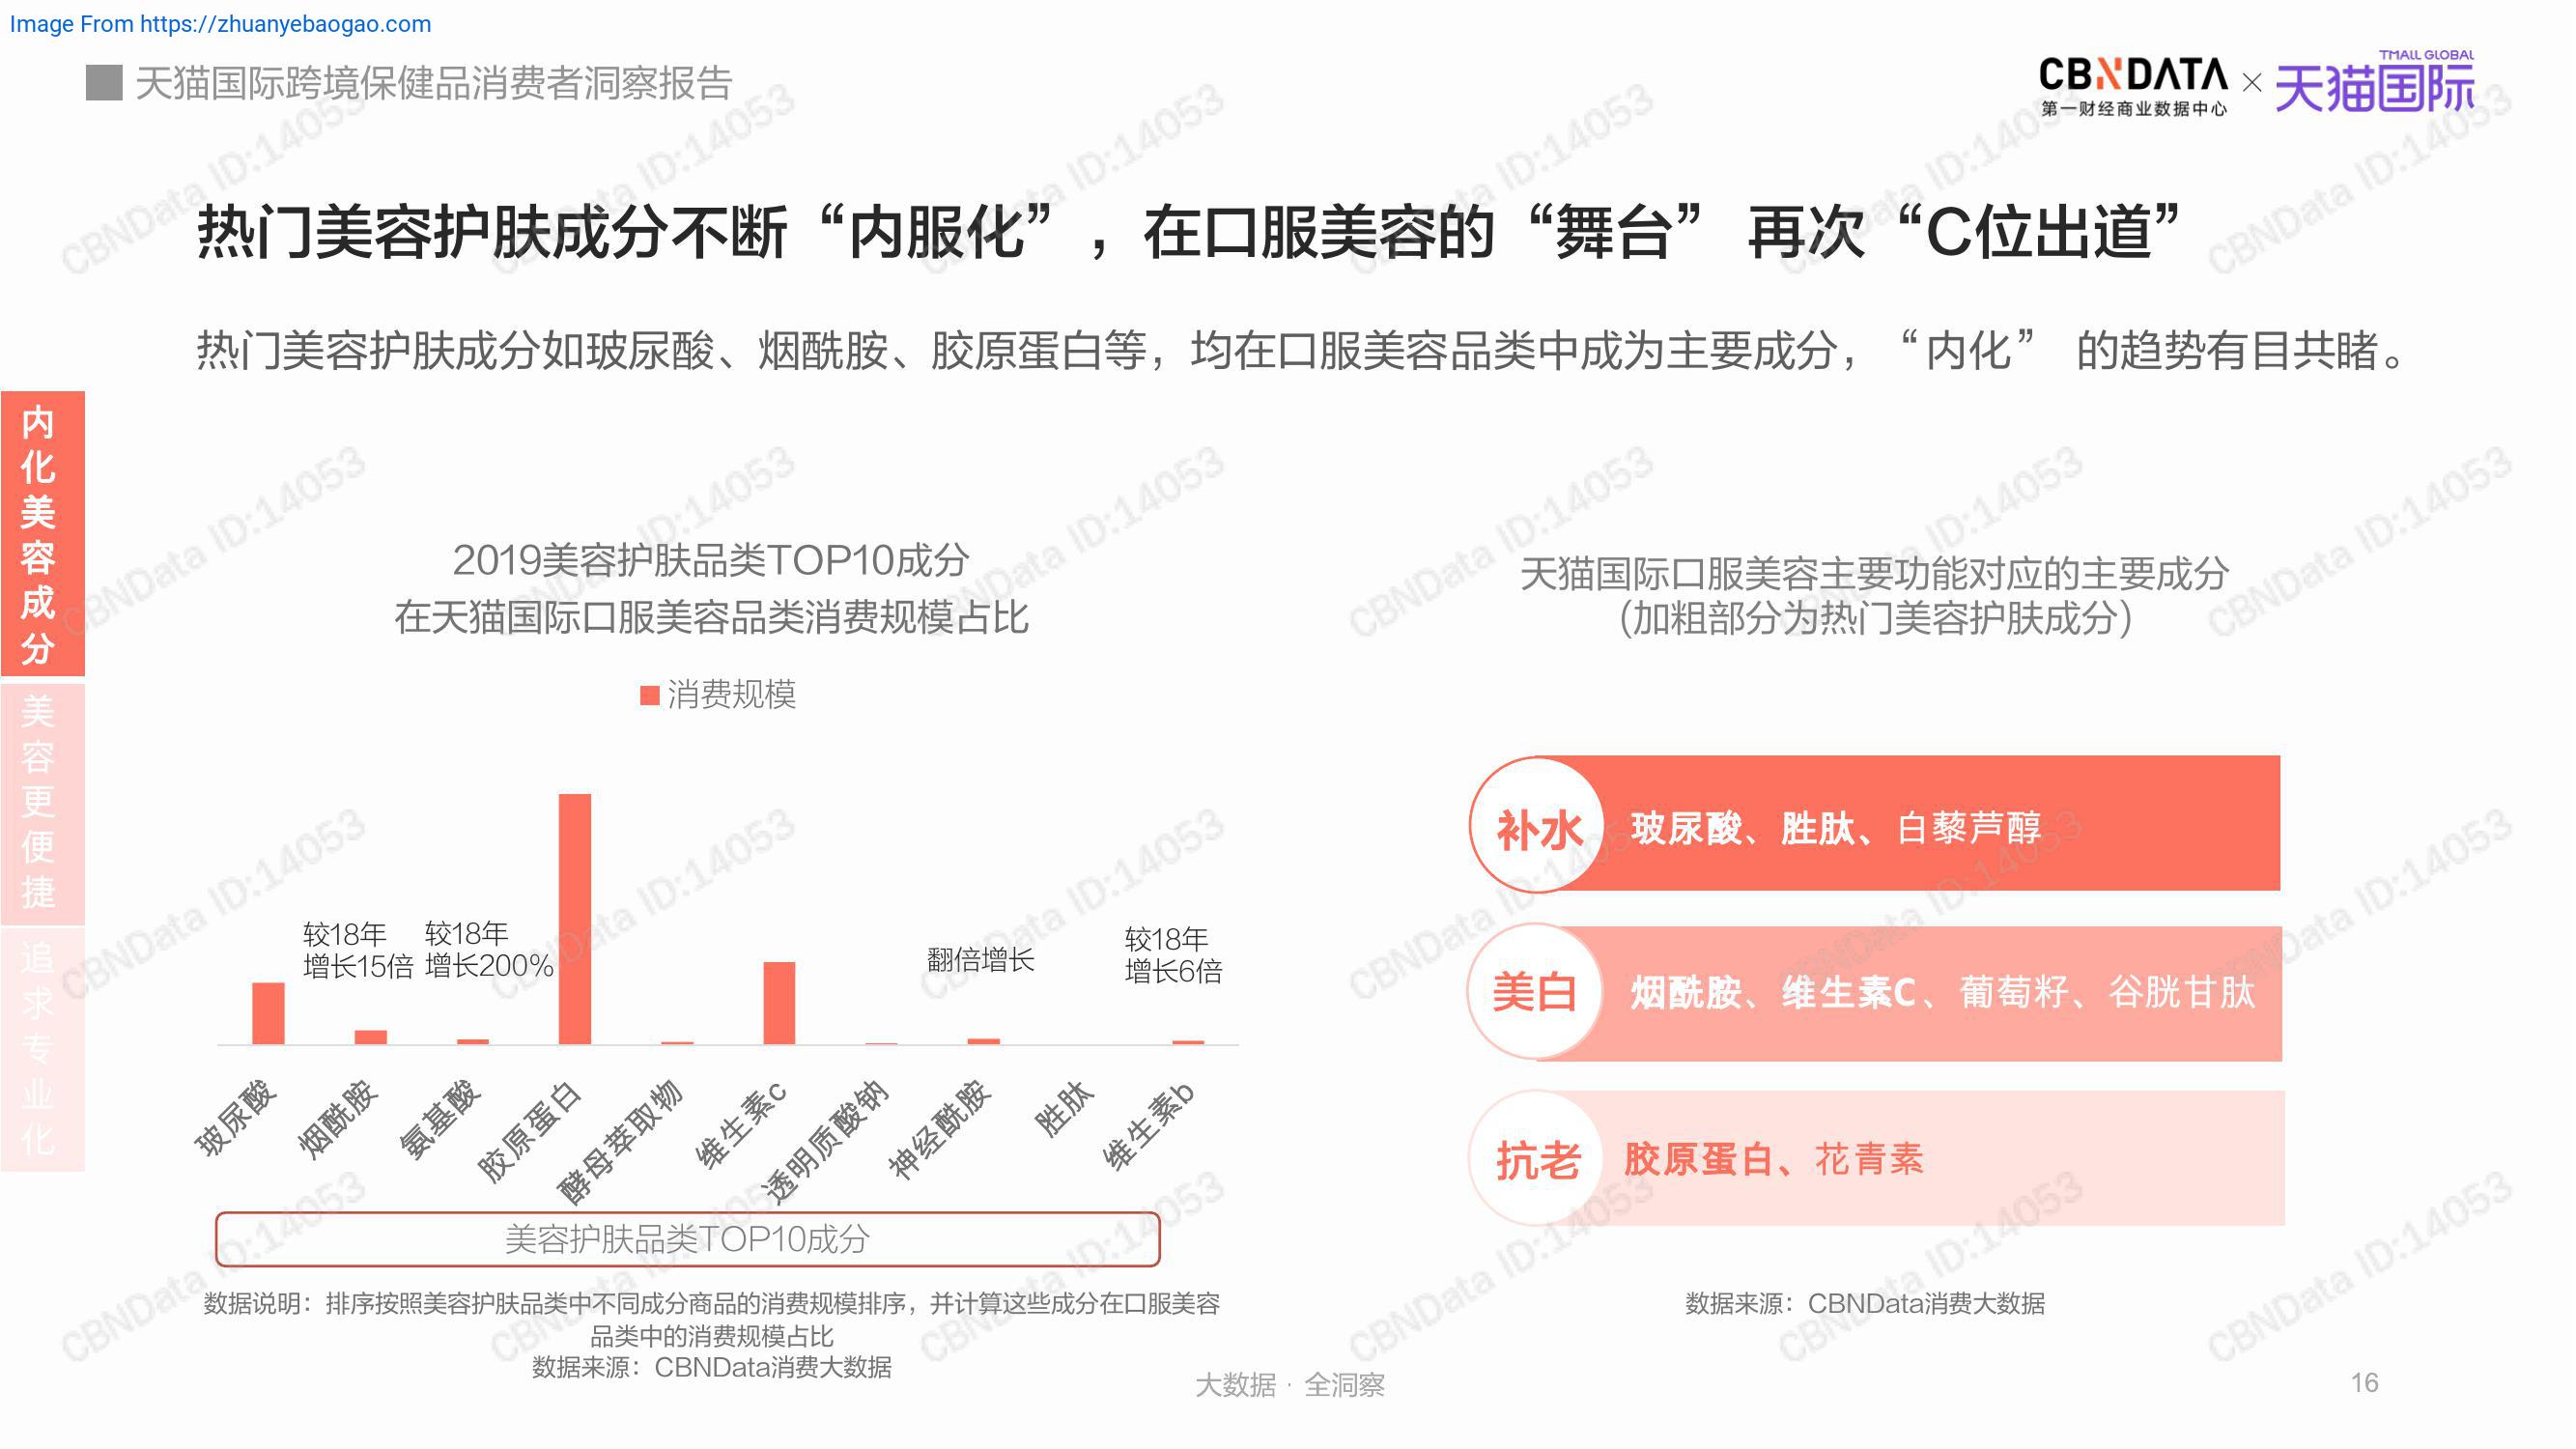 Image From https://zhuanyebaogao.com
天猫国际跨境保健品消费者洞察报告
CBNDATA
第一财经商业数据中心
×
TMALL GLOBAL
天猫国际
热门美容护肤成分不断“内服化”，在口服美容的“舞台” 再次“C位出道”
热门美容护肤成分如玻尿酸、烟酰胺、胶原蛋白等，均在口服美容品类中成为主要成分，“内化” 的趋势有目共睹。
内化美容成分
美容更便捷
追求专业化
2019美容护肤品类TOP10成分
在天猫国际口服美容品类消费规模占比
消费规模
较18年
增长15倍
较18年
增长200%
翻倍增长
较18年
增长6倍
玻尿酸
烟酰胺
氨基酸
胶原蛋白
酵母萃取物
维生素c
透明质酸钠
神经酰胺
胜肽
维生素b
美容护肤品类TOP10成分
数据说明：排序按照美容护肤品类中不同成分商品的消费规模排序，并计算这些成分在口服美容
品类中的消费规模占比
数据来源：CBNData消费大数据
天猫国际口服美容主要功能对应的主要成分
（加粗部分为热门美容护肤成分）
补水
玻尿酸、胜肽、白藜芦醇
美白
烟酰胺、维生素C、葡萄籽、谷胱甘肽
抗老
胶原蛋白、花青素
数据来源：CBNData消费大数据
大数据 · 全洞察
16
CBNData ID:14053